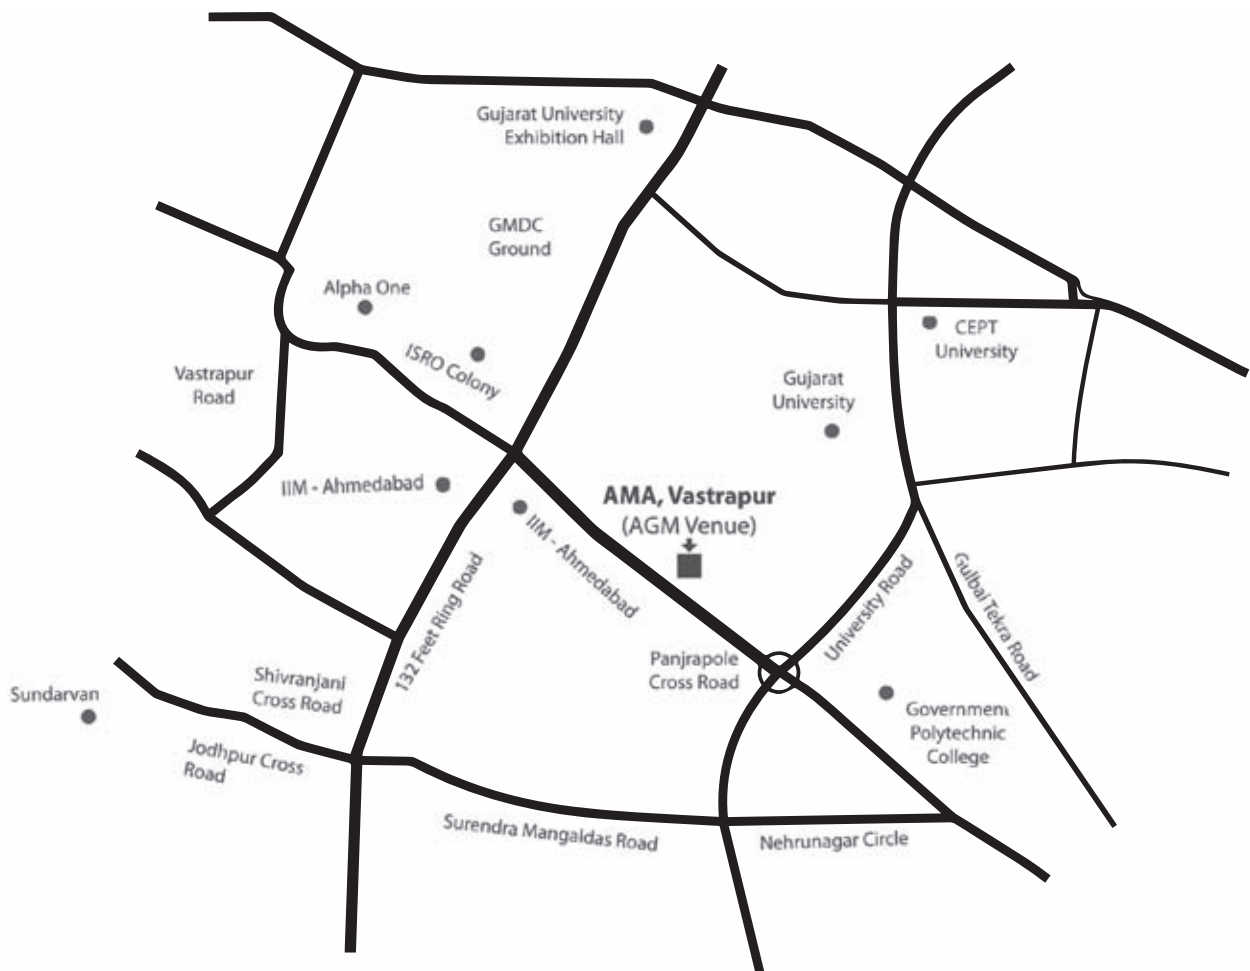 Gujarat University
Exhibition Hall
GMDC
Ground
Alpha One
ISRO Colony
CEPT
University
Vastrapur
Road
Gujarat
University
IIM - Ahmedabad
AMA, Vastrapur
(AGM Venue)
IIM - Ahmedabad
132 Feet Ring Road
University Road
Gulbai Tekra Road
Panjrapole
Cross Road
Shivranjani
Cross Road
Sundarvan
Government
Polytechnic
College
Jodhpur Cross
Road
Surendra Mangaldas Road
Nehrunagar Circle